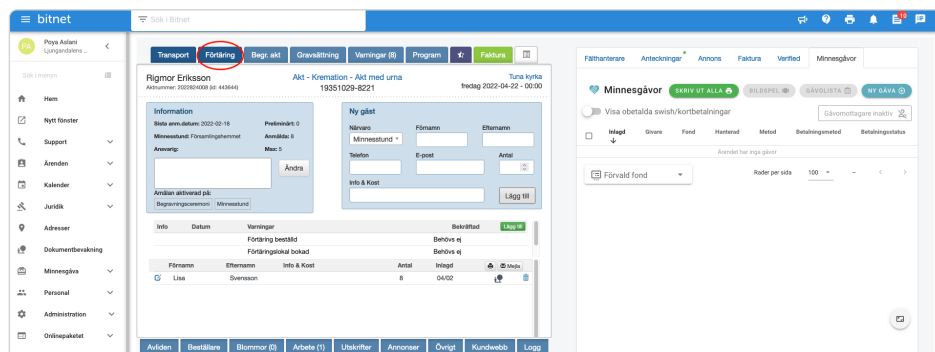 bitnet
Sök i Bitnet
10
PA
Poya Aslani
Ljungandalens ...
Sök i menyn
Hem
Nytt fönster
Support
Ärenden
Kalender
Juridik
Adresser
Dokumentbevakning
Minnesgåva
Personal
Administration
Onlinepaketet
Transport Förtäring Begr. akt Gravsättning Varningar (8) Program Faktura
Rigmor Eriksson Akt - Kremation - Akt med urna Tuna kyrka
Aktnummer: 2022824008 (id: 443644) 19351029-8221 fredag 2022-04-22 - 00:00
Information
Sista anm.datum: 2022-02-18 Preliminärt: 0
Minnesstund: Församlingshemmet Anmälda: 8
Ansvarig: Max: 5
Ändra
Amälan aktiverad på:
Begravningsceremoni Minnesstund
Ny gäst
Närvaro Förnamn Efternamn
Minnesstund
Telefon E-post Antal
Info & Kost
Lägg till
Info Datum Varningar Bekräftad Lägg till
Förtäring beställd Behövs ej
Förtäringslokal bokad Behövs ej
Förnamn Efternamn Info & Kost Antal Inlagd Mejla
Lisa Svensson 8 04/02
Avliden Beställare Blommor (0) Arbete (1) Utskrifter Annonser Övrigt Kundwebb Logg
Fälthanterare Anteckningar Annons Faktura Verified Minnesgåvor
Minnesgåvor SKRIV UT ALLA BILDSPEL GÅVOLISTA NY GÅVA
Visa obetalda swish/kortbetalningar Gåvomottagare inaktiv
Inlagd Givare Fond Hanterad Metod Betalningsmetod Betalningsstatus
Ärendet har inga gåvor
Förvald fond Rader per sida 100 –